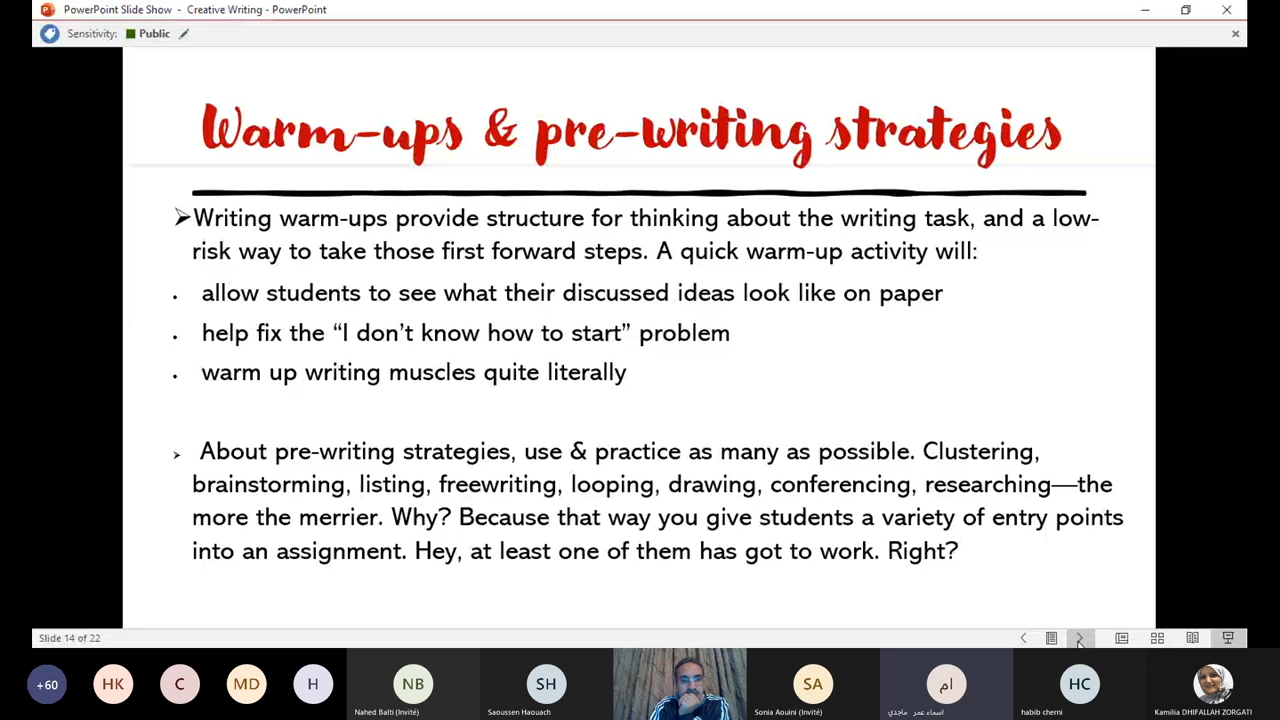 PowerPoint Slide Show - Creative Writing - PowerPoint
Sensitivity: Public
Warm-ups & pre-writing strategies
➢Writing warm-ups provide structure for thinking about the writing task, and a low-
risk way to take those first forward steps. A quick warm-up activity will:
• allow students to see what their discussed ideas look like on paper
• help fix the “I don’t know how to start” problem
• warm up writing muscles quite literally
➢ About pre-writing strategies, use & practice as many as possible. Clustering,
brainstorming, listing, freewriting, looping, drawing, conferencing, researching—the
more the merrier. Why? Because that way you give students a variety of entry points
into an assignment. Hey, at least one of them has got to work. Right?
Slide 14 of 22
+60 HK C MD H NB SH SA ام HC
Nahed Balti (Invité) Saoussen Haouach Sonia Aouini (Invité) اسماء عمر ماجدي habib cherni Kamilia DHIFALLAH ZORGATI